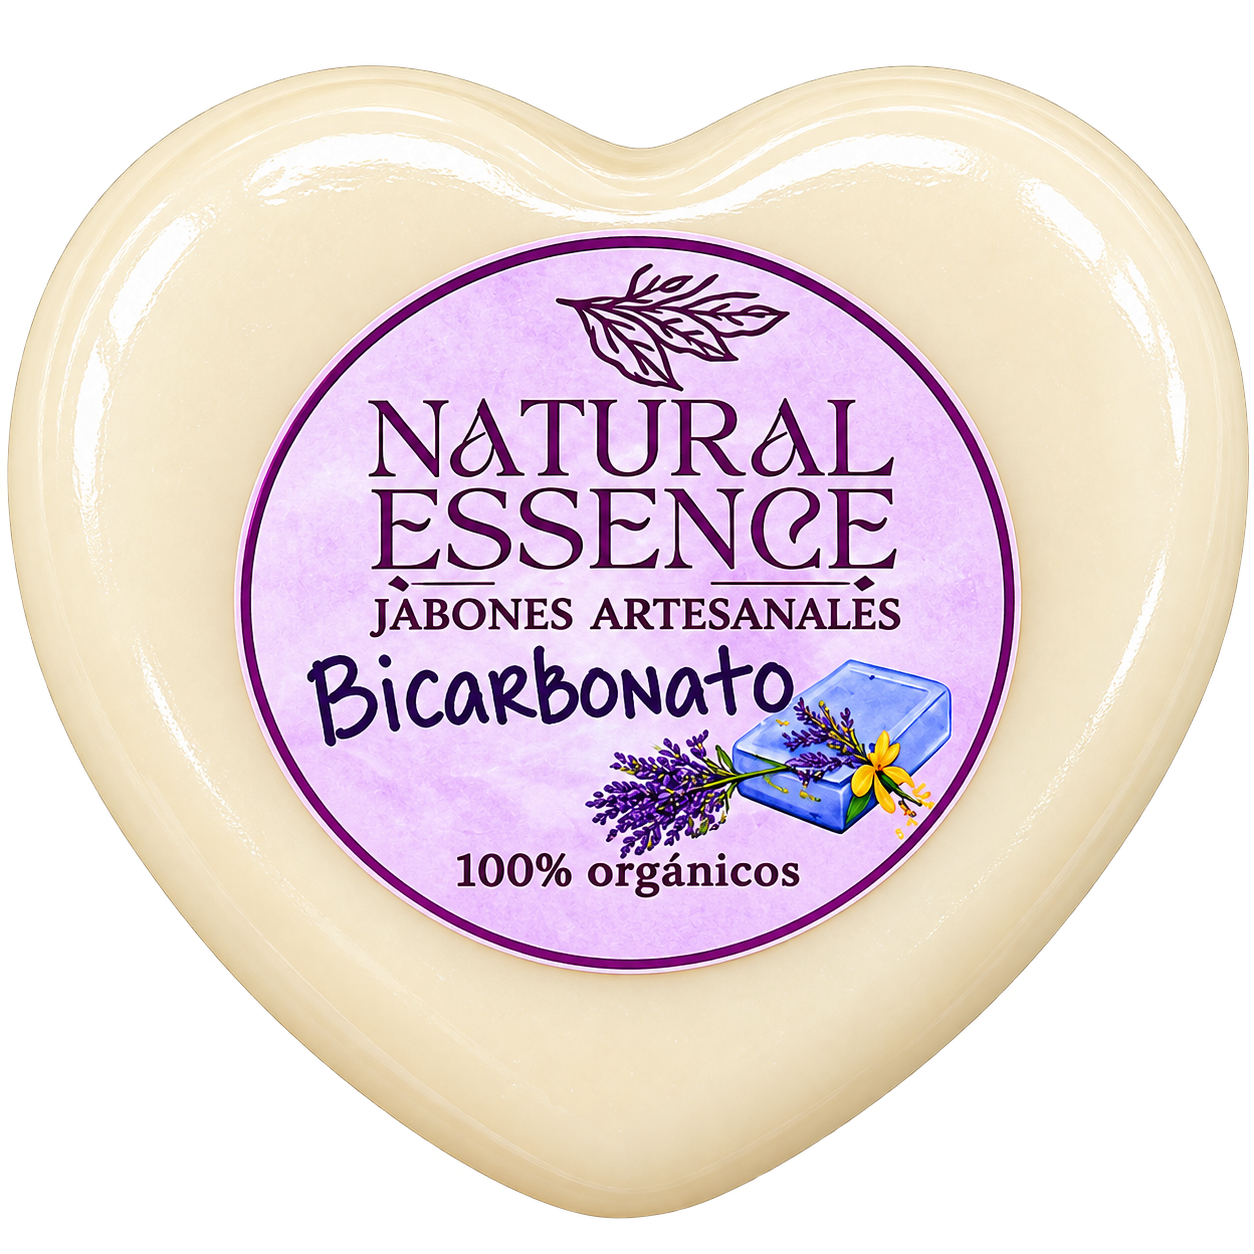 NATURAL
ESSENCE
JABONES ARTESANALES
Bicarbonato
100% orgánicos